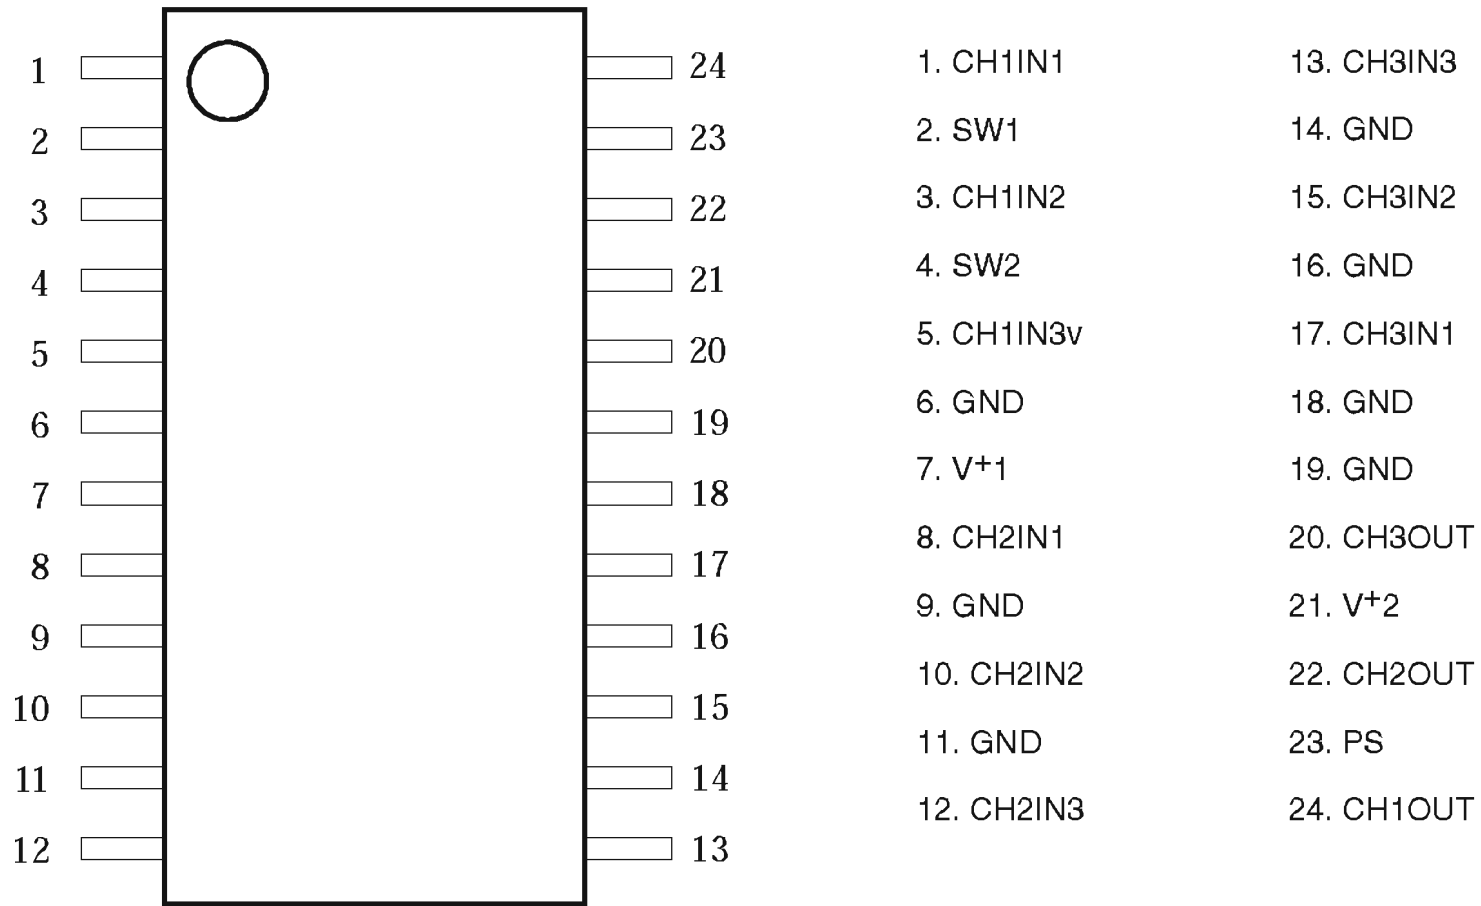 1 24
2 23
3 22
4 21
5 20
6 19
7 18
8 17
9 16
10 15
11 14
12 13
1. CH1IN1
2. SW1
3. CH1IN2
4. SW2
5. CH1IN3v
6. GND
7. V+1
8. CH2IN1
9. GND
10. CH2IN2
11. GND
12. CH2IN3
13. CH3IN3
14. GND
15. CH3IN2
16. GND
17. CH3IN1
18. GND
19. GND
20. CH3OUT
21. V+2
22. CH2OUT
23. PS
24. CH1OUT